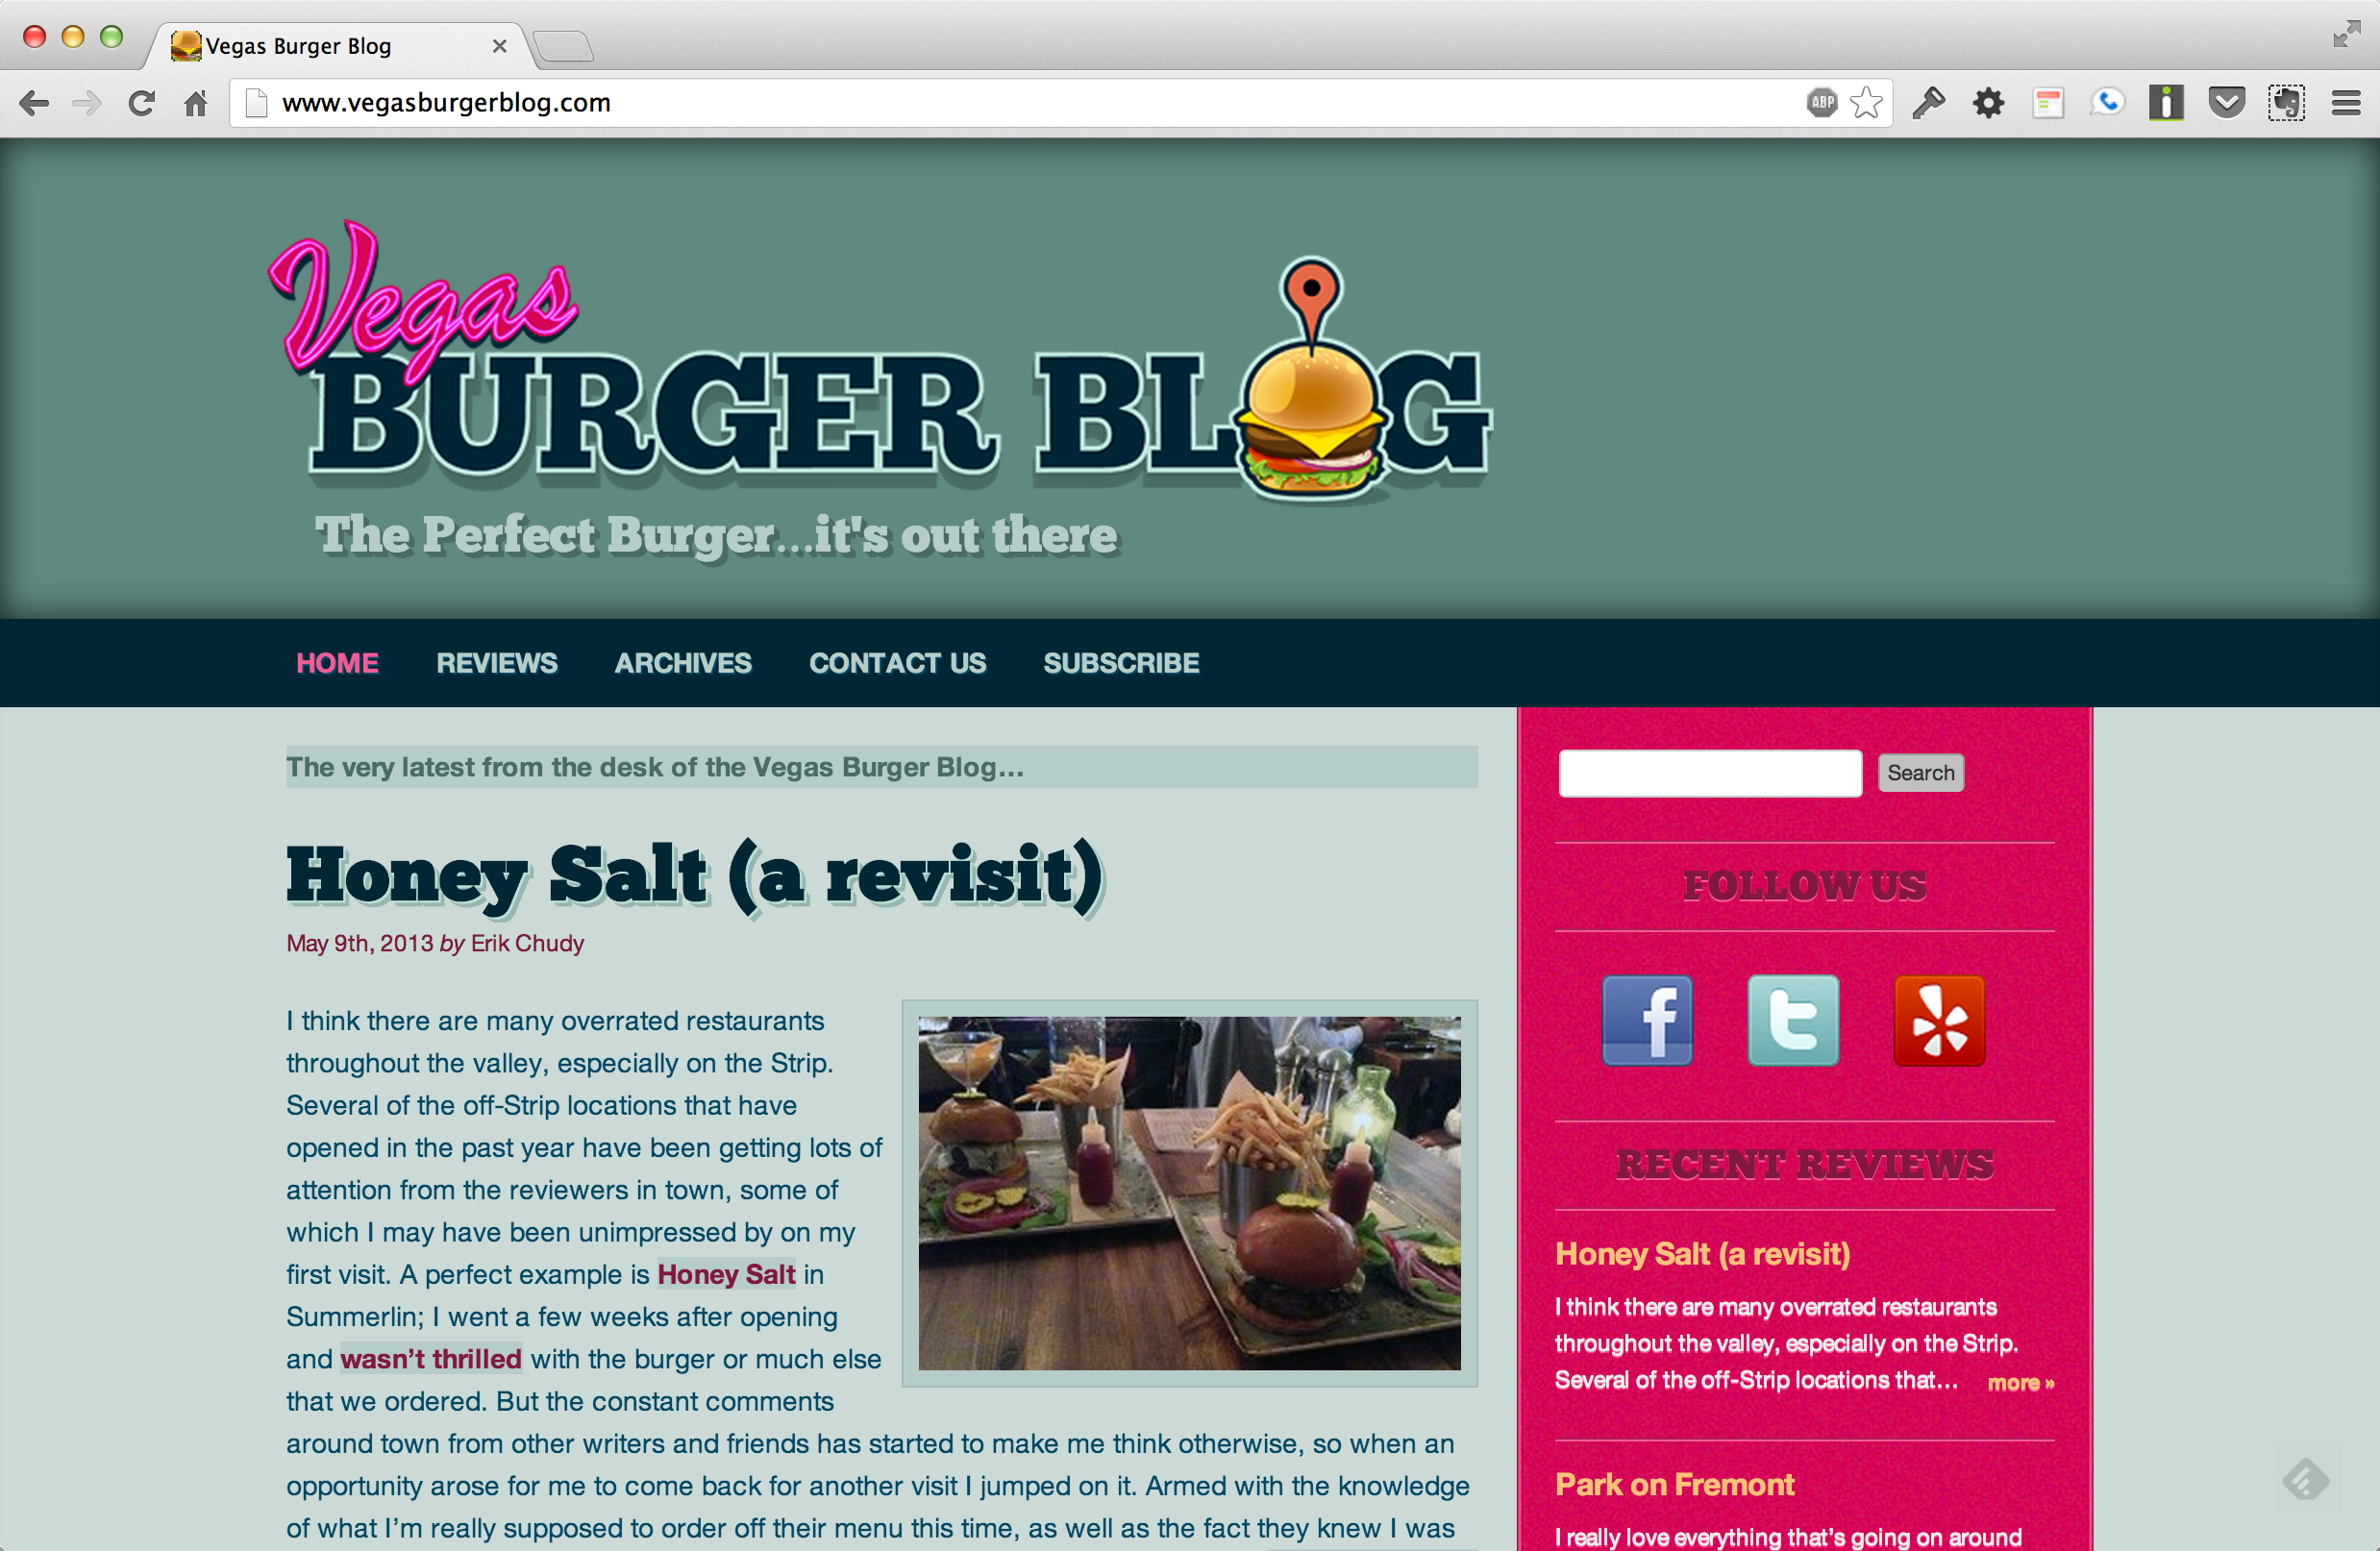 Vegas Burger Blog
www.vegasburgerblog.com
ABP
Vegas
BURGER BLOG
The Perfect Burger...it's out there
HOME REVIEWS ARCHIVES CONTACT US SUBSCRIBE
The very latest from the desk of the Vegas Burger Blog…
Honey Salt (a revisit)
May 9th, 2013 by Erik Chudy
I think there are many overrated restaurants
throughout the valley, especially on the Strip.
Several of the off-Strip locations that have
opened in the past year have been getting lots of
attention from the reviewers in town, some of
which I may have been unimpressed by on my
first visit. A perfect example is Honey Salt in
Summerlin; I went a few weeks after opening
and wasn’t thrilled with the burger or much else
that we ordered. But the constant comments
around town from other writers and friends has started to make me think otherwise, so when an
opportunity arose for me to come back for another visit I jumped on it. Armed with the knowledge
of what I’m really supposed to order off their menu this time, as well as the fact they knew I was
Search
FOLLOW US
f t
RECENT REVIEWS
Honey Salt (a revisit)
I think there are many overrated restaurants
throughout the valley, especially on the Strip.
Several of the off-Strip locations that… more »
Park on Fremont
I really love everything that’s going on around